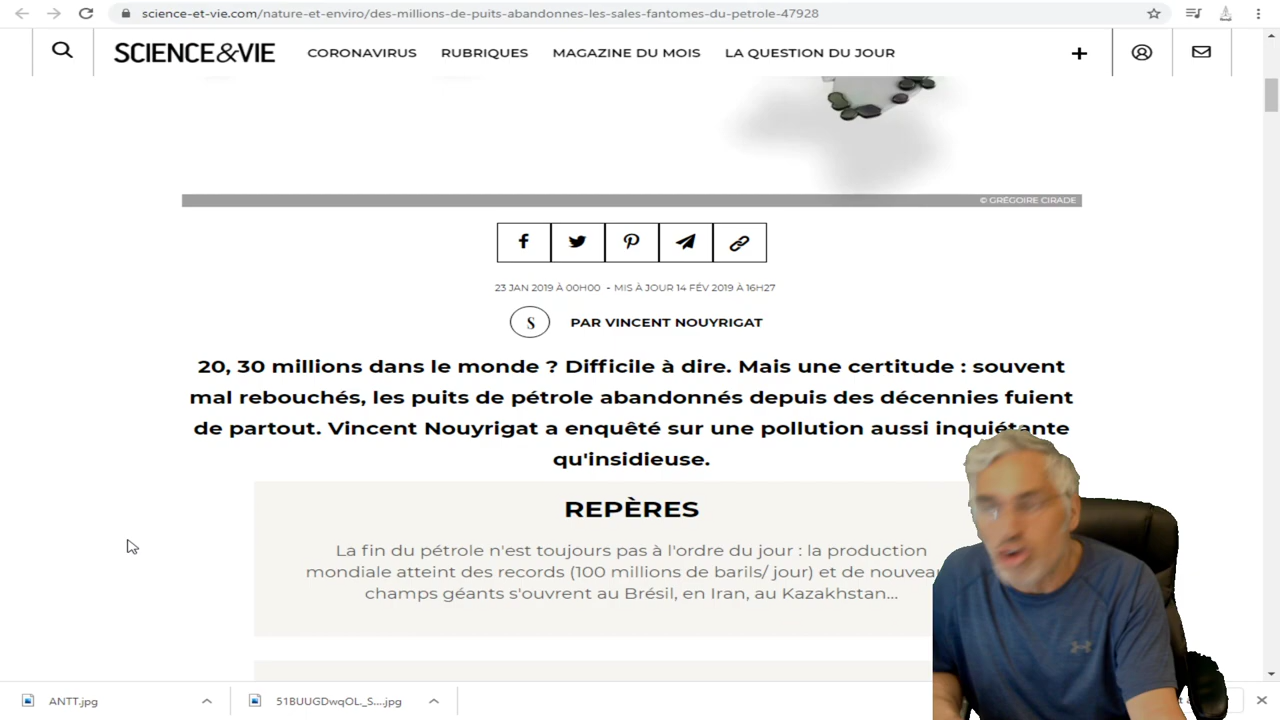 science-et-vie.com/nature-et-enviro/des-millions-de-puits-abandonnes-les-sales-fantomes-du-petrole-47928
SCIENCE&VIE
CORONAVIRUS
RUBRIQUES
MAGAZINE DU MOIS
LA QUESTION DU JOUR
© GRÉGOIRE CIRADE
23 JAN 2019 À 00H00 - MIS À JOUR 14 FÉV 2019 À 16H27
S
PAR VINCENT NOUYRIGAT
20, 30 millions dans le monde ? Difficile à dire. Mais une certitude : souvent
mal rebouchés, les puits de pétrole abandonnés depuis des décennies fuient
de partout. Vincent Nouyrigat a enquêté sur une pollution aussi inquiétante
qu'insidieuse.
REPÈRES
La fin du pétrole n'est toujours pas à l'ordre du jour : la production
mondiale atteint des records (100 millions de barils/ jour) et de
champs géants s'ouvrent au Brésil, en Iran, au Kazakhstan...
ANTT.jpg
51BUUGDwqOL._S....jpg